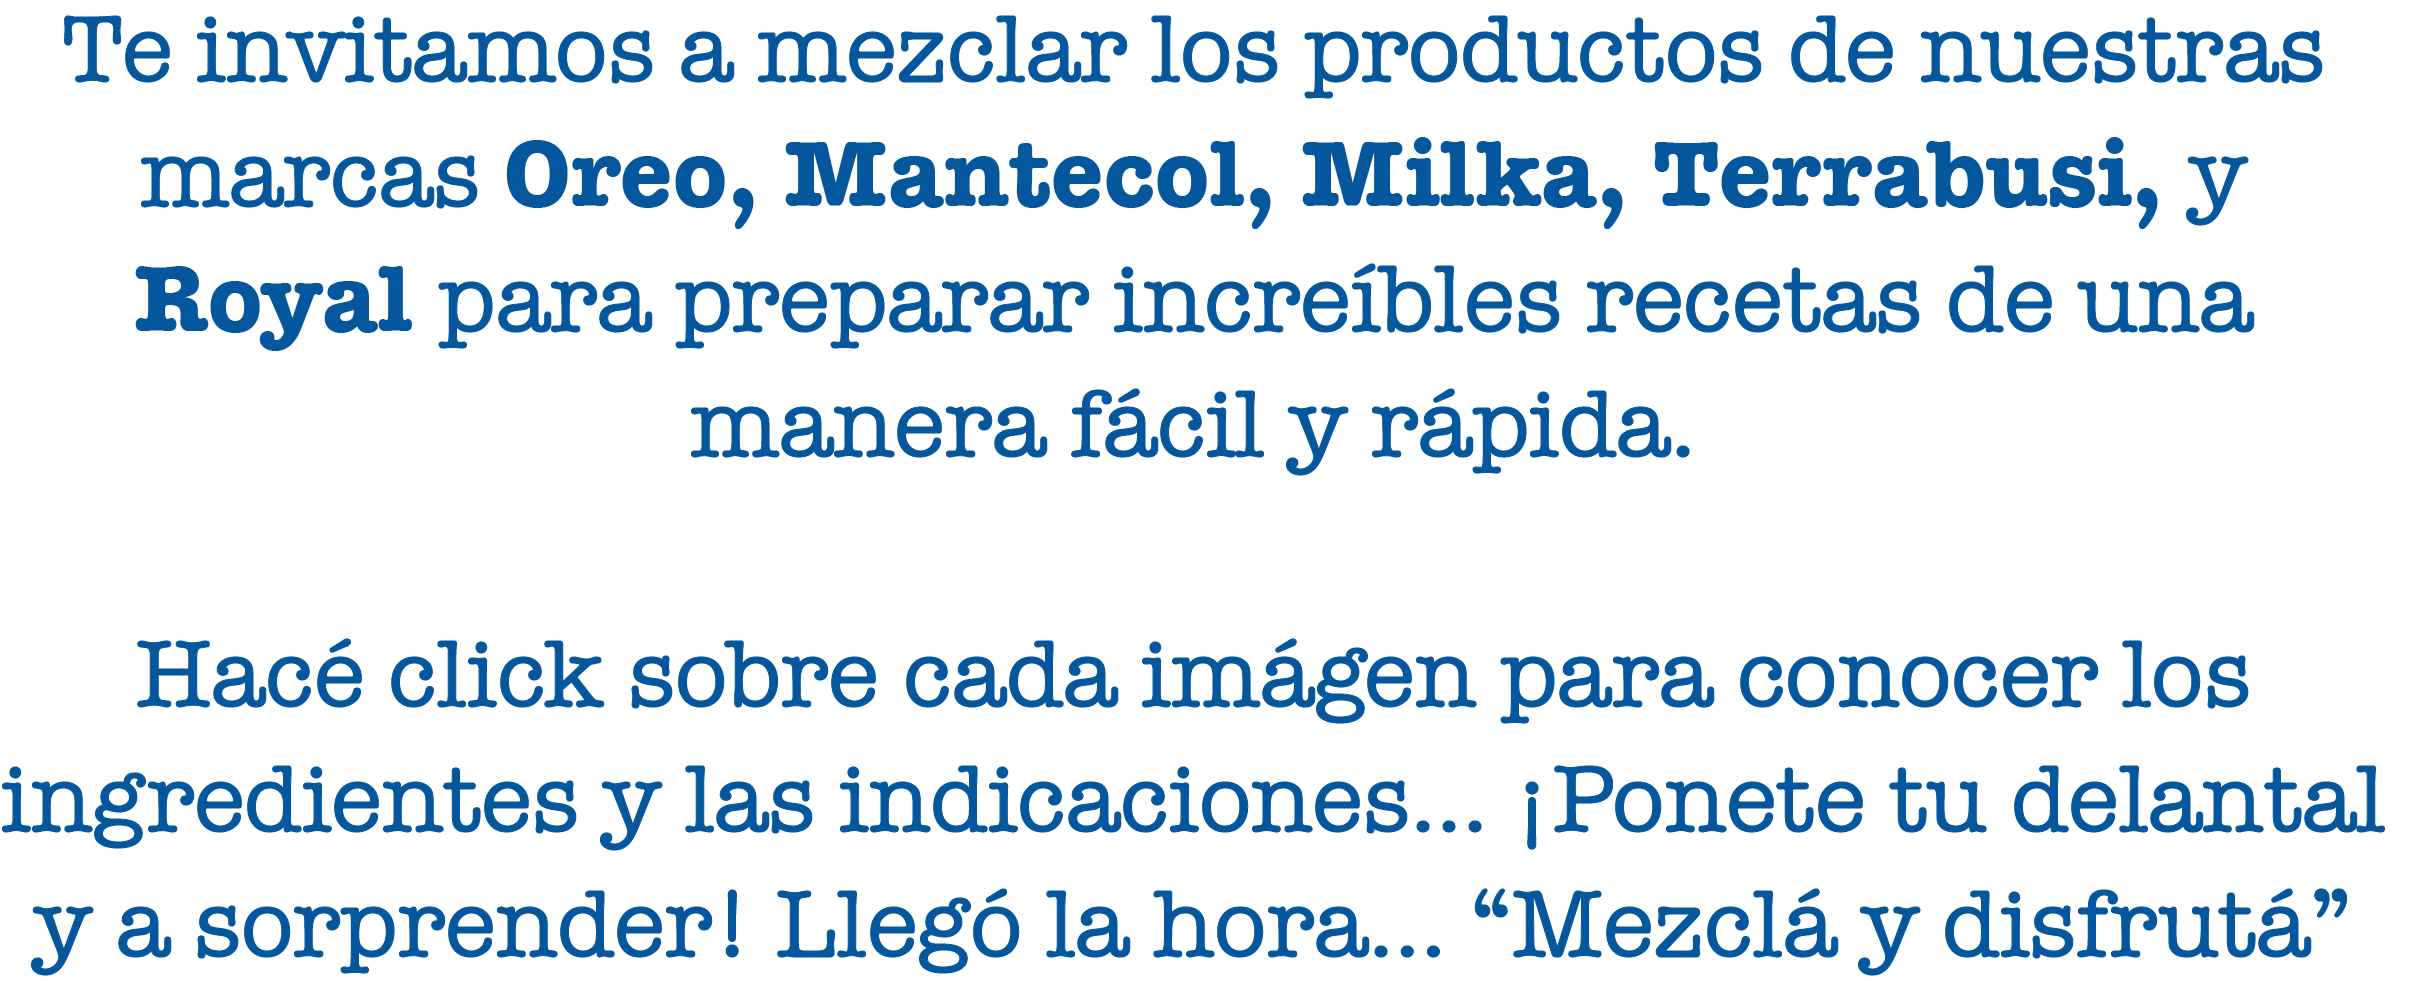 Te invitamos a mezclar los productos de nuestras
marcas Oreo, Mantecol, Milka, Terrabusi, y
Royal para preparar increíbles recetas de una
manera fácil y rápida.
Hacé click sobre cada imágen para conocer los
ingredientes y las indicaciones... ¡Ponete tu delantal
y a sorprender! Llegó la hora... “Mezclá y disfrutá”